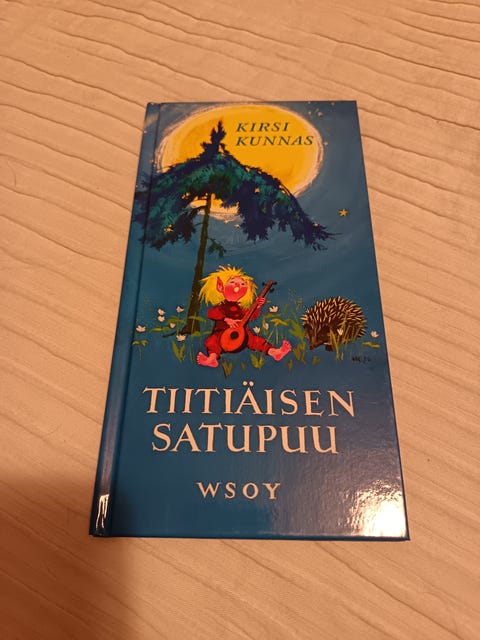 KIRSI
KUNNAS
TIITIÄISEN
SATUPUU
WSOY